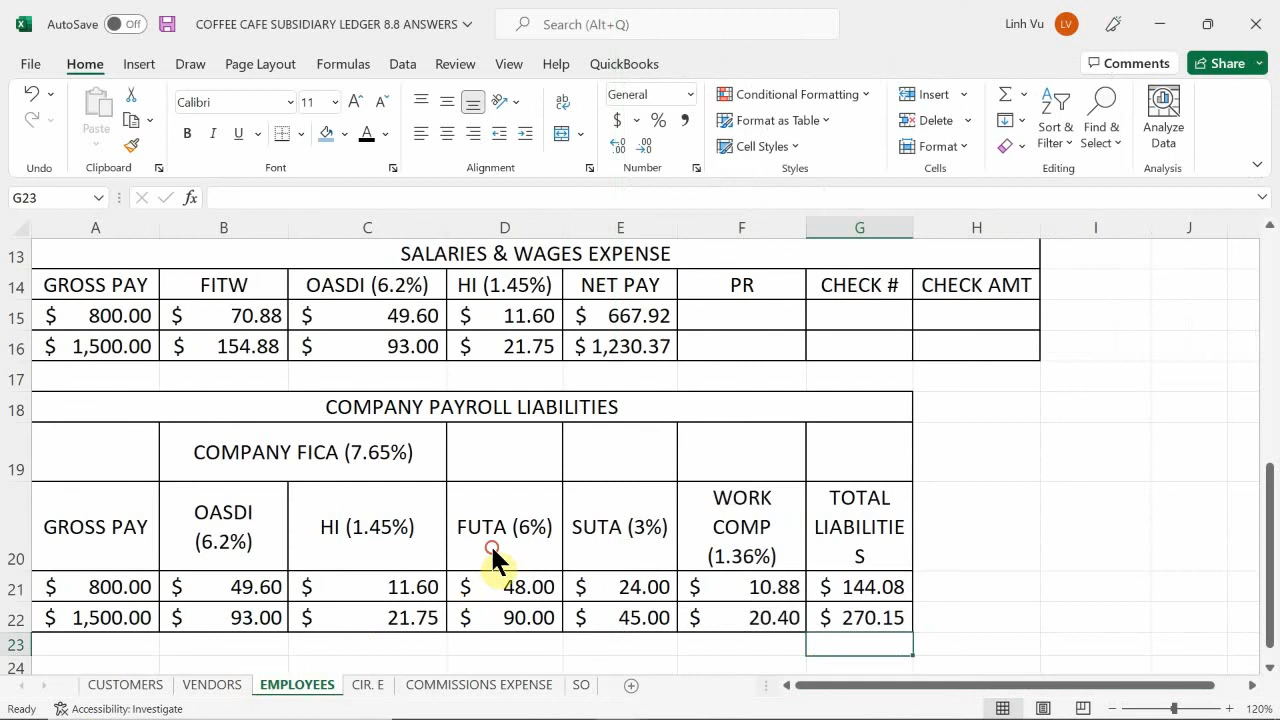 AutoSave Off COFFEE CAFE SUBSIDIARY LEDGER 8.8 ANSWERS Search (Alt+Q) Linh Vu LV
File Home Insert Draw Page Layout Formulas Data Review View Help QuickBooks Comments Share
Calibri 11 General Conditional Formatting Insert
Paste Format as Table Delete Sort & Find & Analyze
B I U A $ % Cell Styles Format Filter Select Data
Undo Clipboard Font Alignment Number Styles Cells Editing Analysis
G23 fx
A B C D E F G H I J
13 SALARIES & WAGES EXPENSE
14 GROSS PAY FITW OASDI (6.2%) HI (1.45%) NET PAY PR CHECK # CHECK AMT
15 $ 800.00 $ 70.88 $ 49.60 $ 11.60 $ 667.92
16 $ 1,500.00 $ 154.88 $ 93.00 $ 21.75 $ 1,230.37
17
18 COMPANY PAYROLL LIABILITIES
19 COMPANY FICA (7.65%)
WORK TOTAL
GROSS PAY OASDI HI (1.45%) FUTA (6%) SUTA (3%) COMP LIABILITIE
20 (6.2%) (1.36%) S
21 $ 800.00 $ 49.60 $ 11.60 $ 48.00 $ 24.00 $ 10.88 $ 144.08
22 $ 1,500.00 $ 93.00 $ 21.75 $ 90.00 $ 45.00 $ 20.40 $ 270.15
23
24
CUSTOMERS VENDORS EMPLOYEES CIR. E COMMISSIONS EXPENSE SO
Ready Accessibility: Investigate 120%